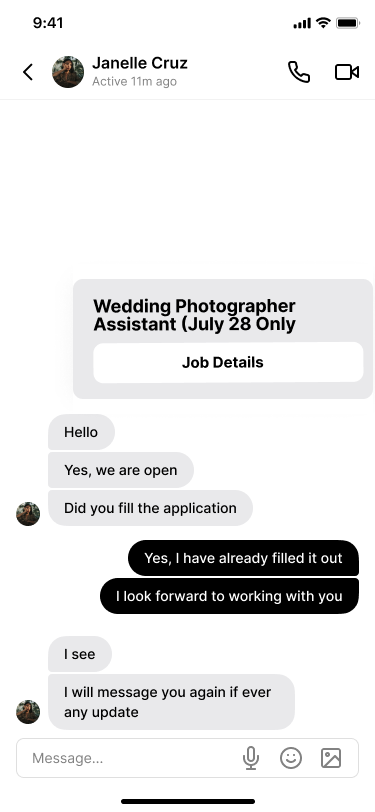 9:41
Janelle Cruz
Active 11m ago
Wedding Photographer
Assistant (July 28 Only
Job Details
Hello
Yes, we are open
Did you fill the application
Yes, I have already filled it out
I look forward to working with you
I see
I will message you again if ever
any update
Message...